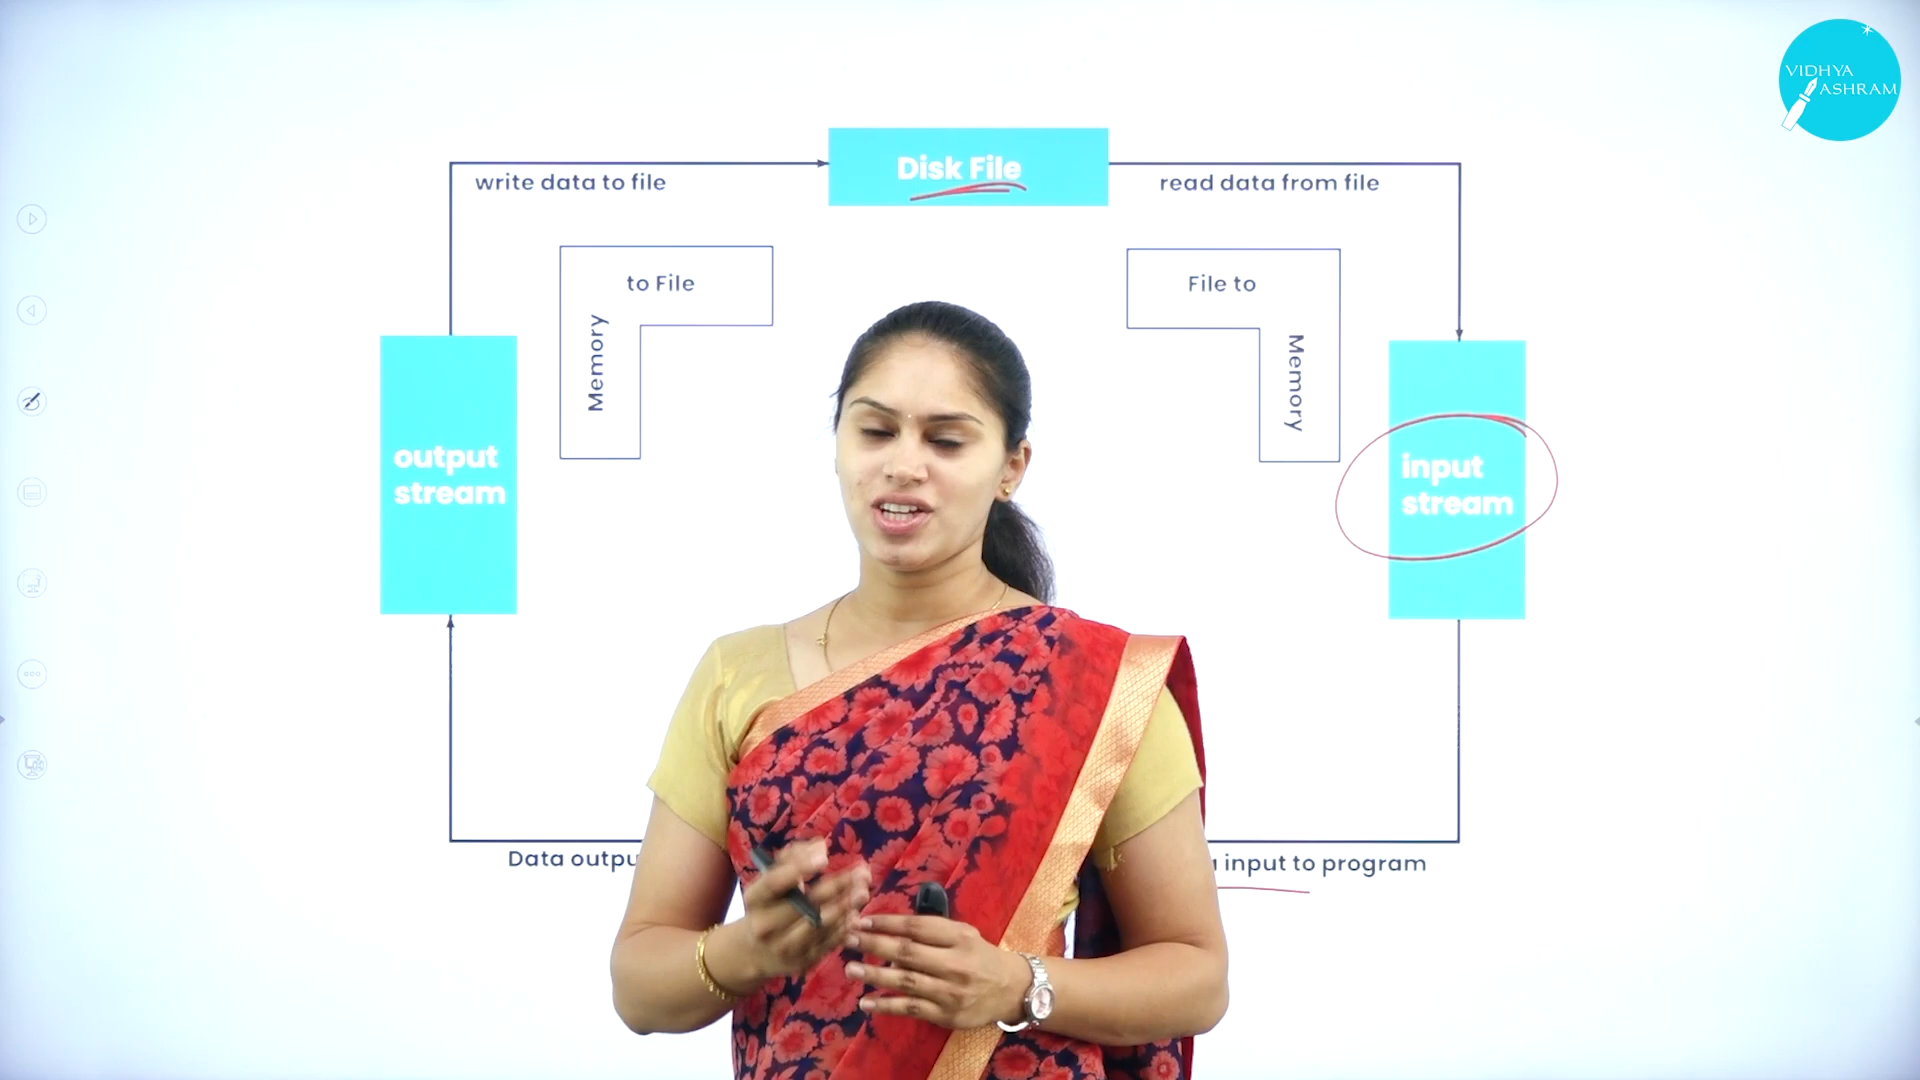 VIDHYA
ASHRAM
Disk File
write data to file
read data from file
to File
Memory
File to
Memory
output
stream
input
stream
Data
input to program